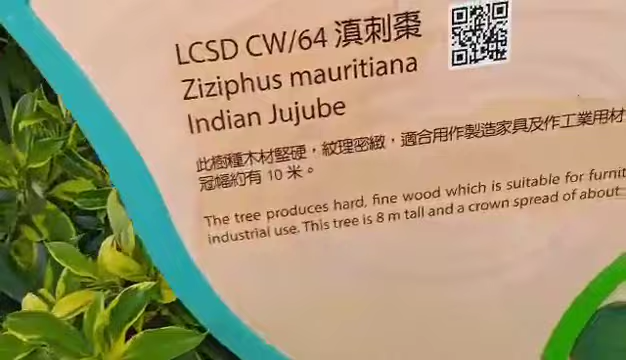 LCSD CW/64 滇刺棗
Ziziphus mauritiana
Indian Jujube
此樹種木材堅硬，紋理密緻，適合用作製造家具及作工業用材
冠幅約有 10 米。
The tree produces hard, fine wood which is suitable for furnit
industrial use. This tree is 8 m tall and a crown spread of about